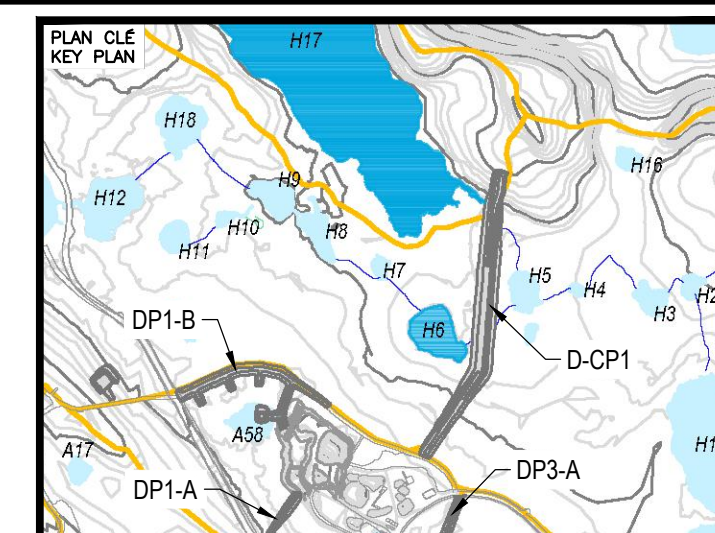 PLAN CLÉ
KEY PLAN
H17
H18
H16
H9
H12
H10
H8
H11
H7
H5
H4
H3
H2
H6
DP1-B
D-CP1
A58
A17
H1
DP1-A
DP3-A